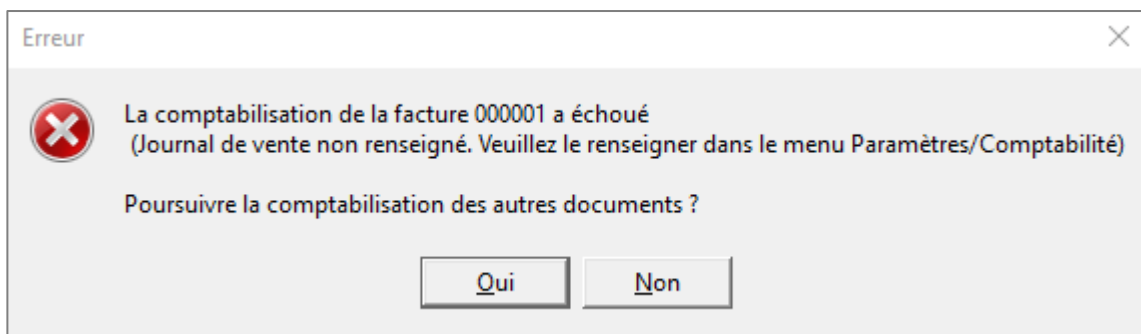 Erreur
La comptabilisation de la facture 000001 a échoué
(Journal de vente non renseigné. Veuillez le renseigner dans le menu Paramètres/Comptabilité)
Poursuivre la comptabilisation des autres documents ?
Oui
Non